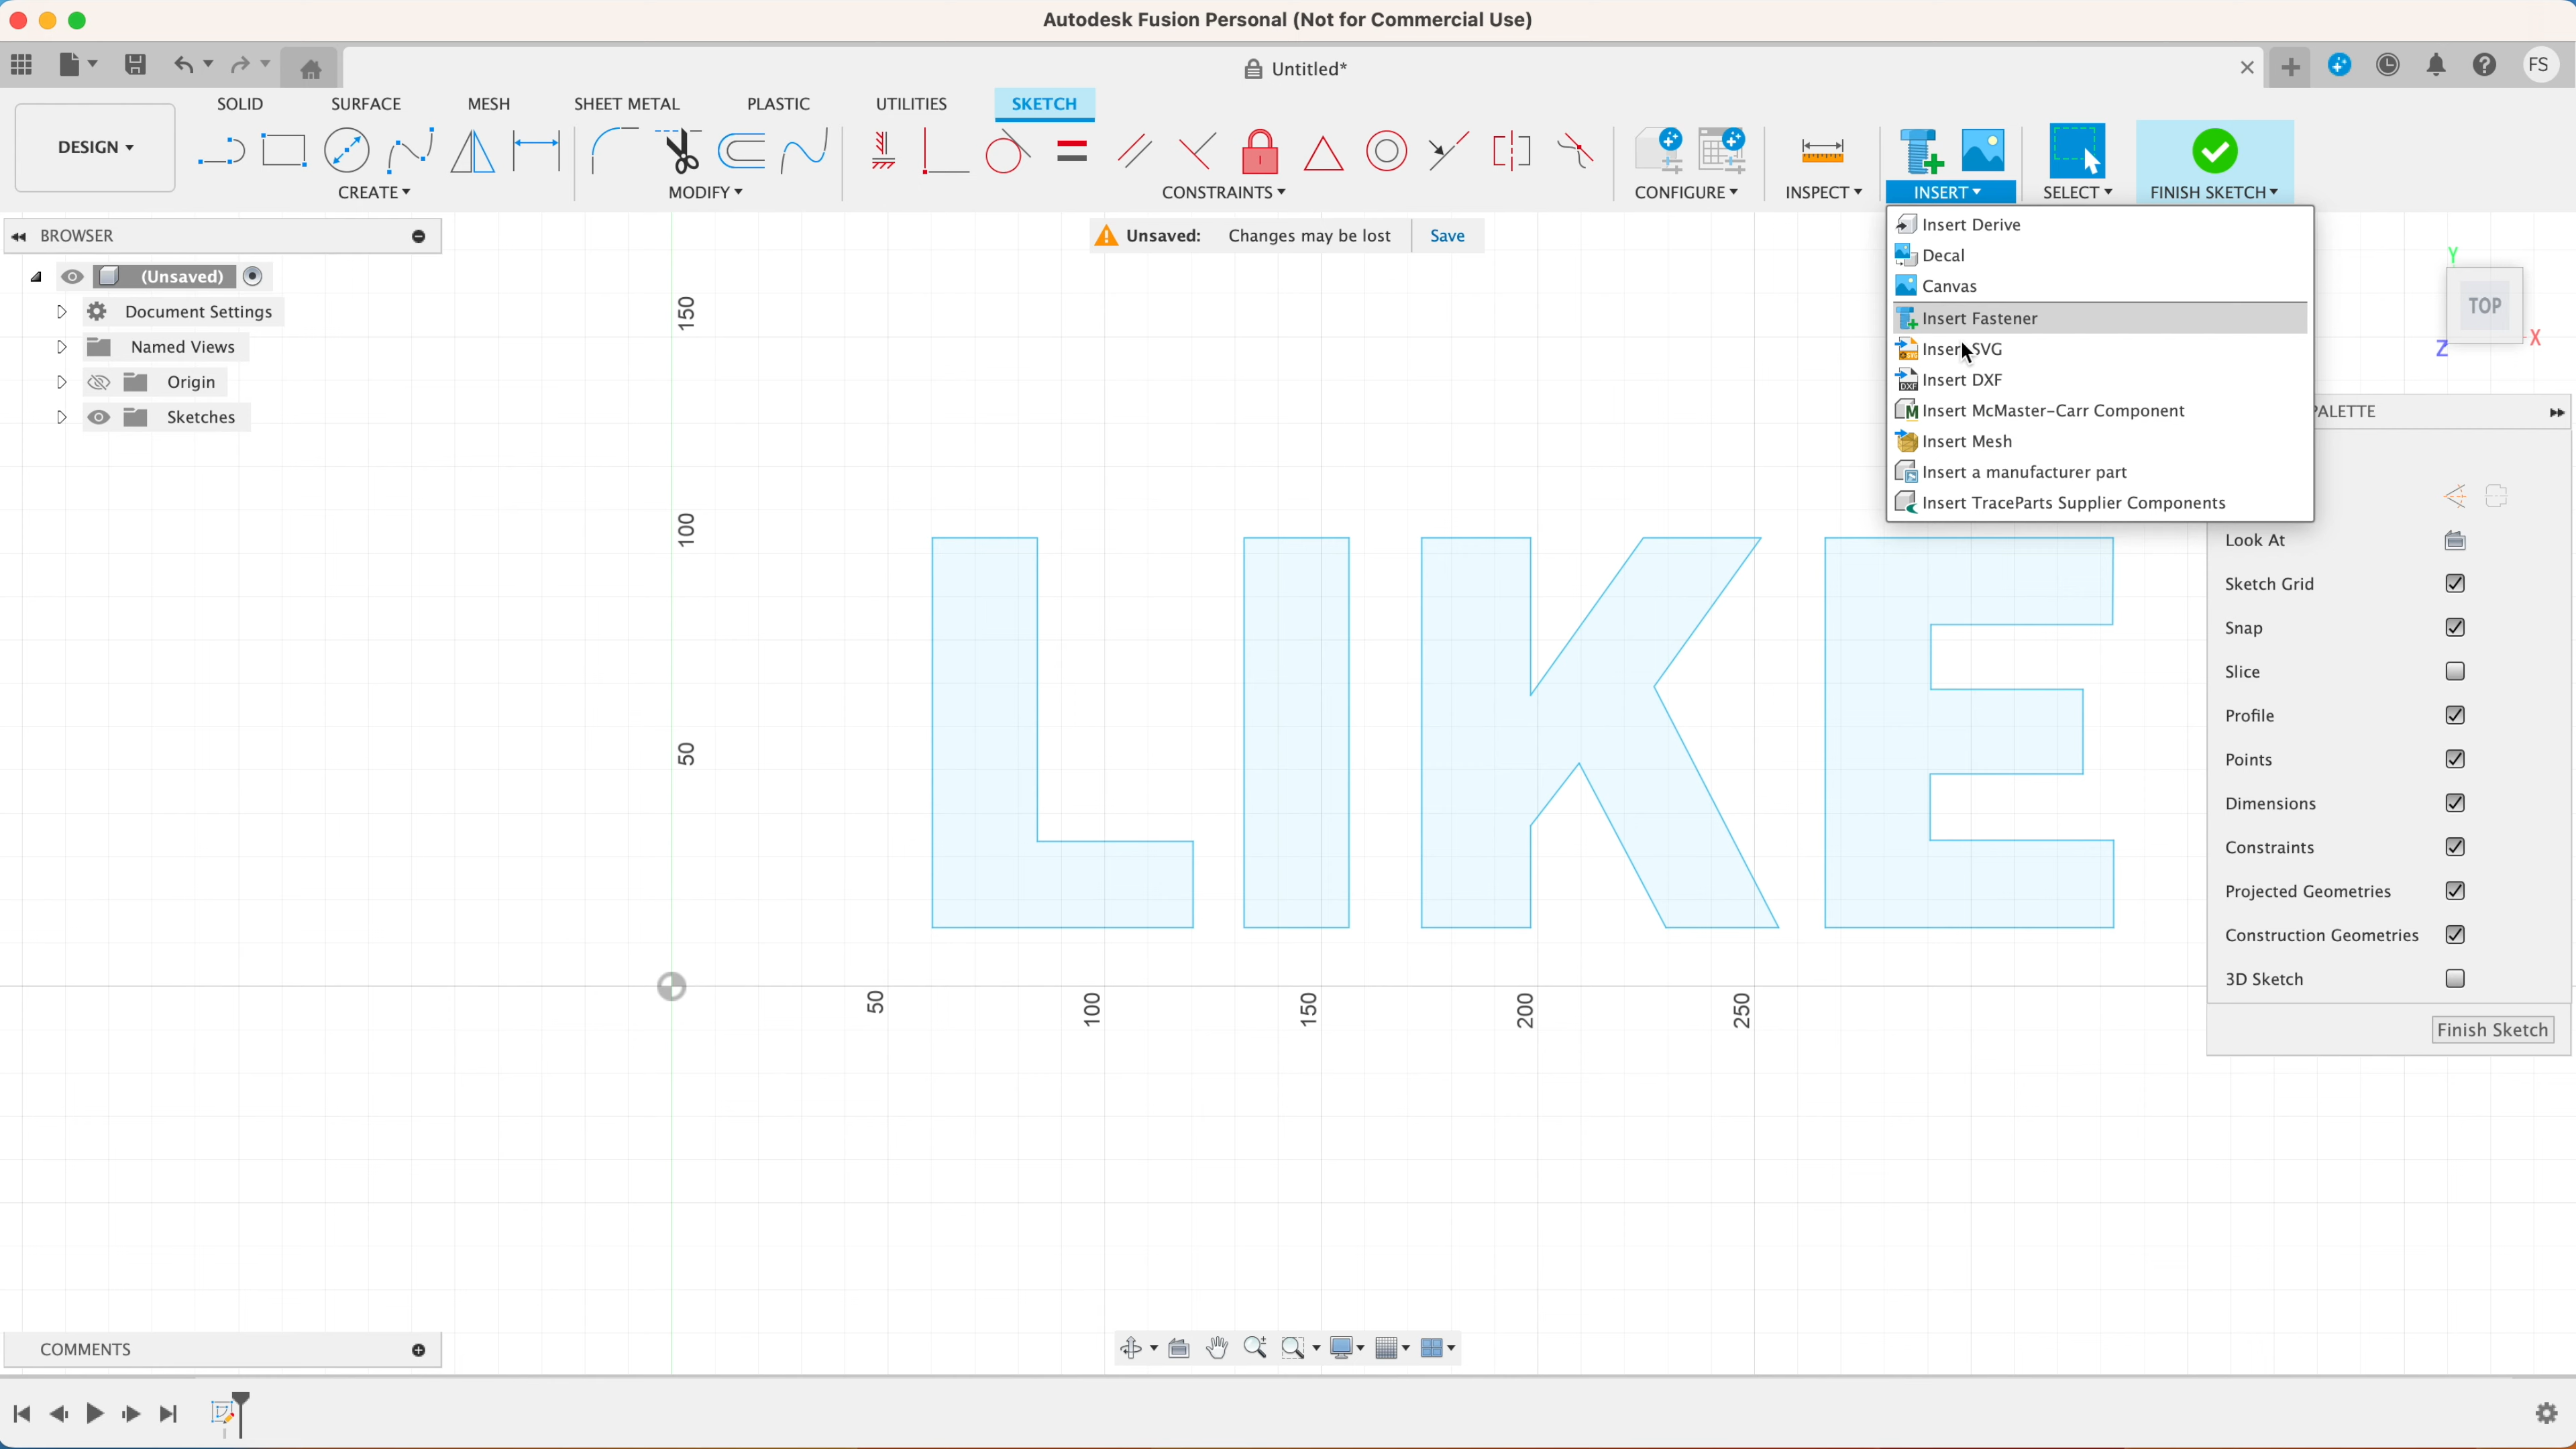 Autodesk Fusion Personal (Not for Commercial Use)
Untitled*
FS
SOLID SURFACE MESH SHEET METAL PLASTIC UTILITIES SKETCH
DESIGN
CREATE MODIFY CONSTRAINTS CONFIGURE INSPECT INSERT SELECT FINISH SKETCH
BROWSER
Unsaved: Changes may be lost Save
(Unsaved)
Document Settings
Named Views
Origin
Sketches
Insert Derive
Decal
Canvas
Insert Fastener
Insert SVG
SVG
Insert DXF
DXF
Insert McMaster-Carr Component
M
Insert Mesh
Insert a manufacturer part
Insert TraceParts Supplier Components
Y
TOP
X
Z
PALETTE
Look At
Sketch Grid
Snap
Slice
Profile
Points
Dimensions
Constraints
Projected Geometries
Construction Geometries
3D Sketch
Finish Sketch
150
100
50
LIKE
50 100 150 200 250
COMMENTS